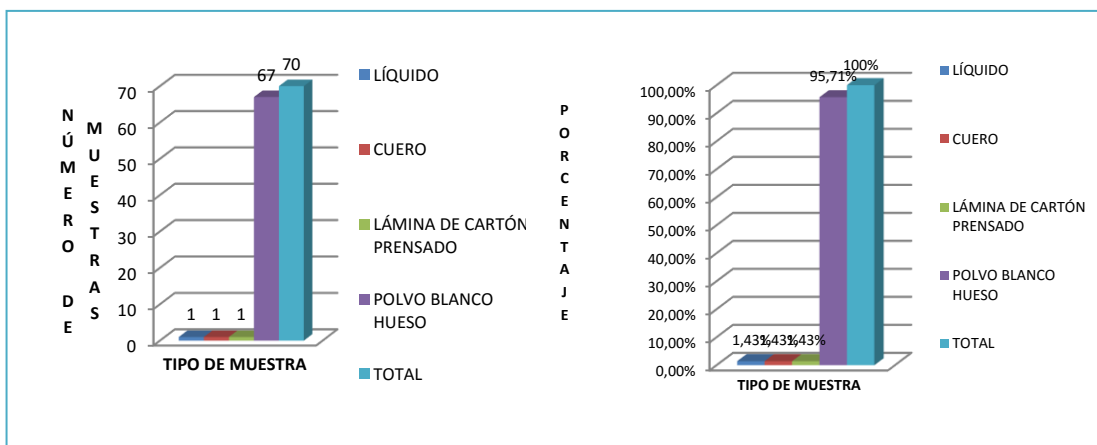 NÚMERO DE
MUESTRAS
70
60
50
40
30
20
10
0
1 1 1
67
70
TIPO DE MUESTRA
LÍQUIDO
CUERO
LÁMINA DE CARTÓN
PRENSADO
POLVO BLANCO
HUESO
TOTAL
PORCENTAJE
100,00%
90,00%
80,00%
70,00%
60,00%
50,00%
40,00%
30,00%
20,00%
10,00%
0,00%
1,43% 1,43% 1,43%
95,71%
100%
TIPO DE MUESTRA
LÍQUIDO
CUERO
LÁMINA DE CARTÓN
PRENSADO
POLVO BLANCO
HUESO
TOTAL